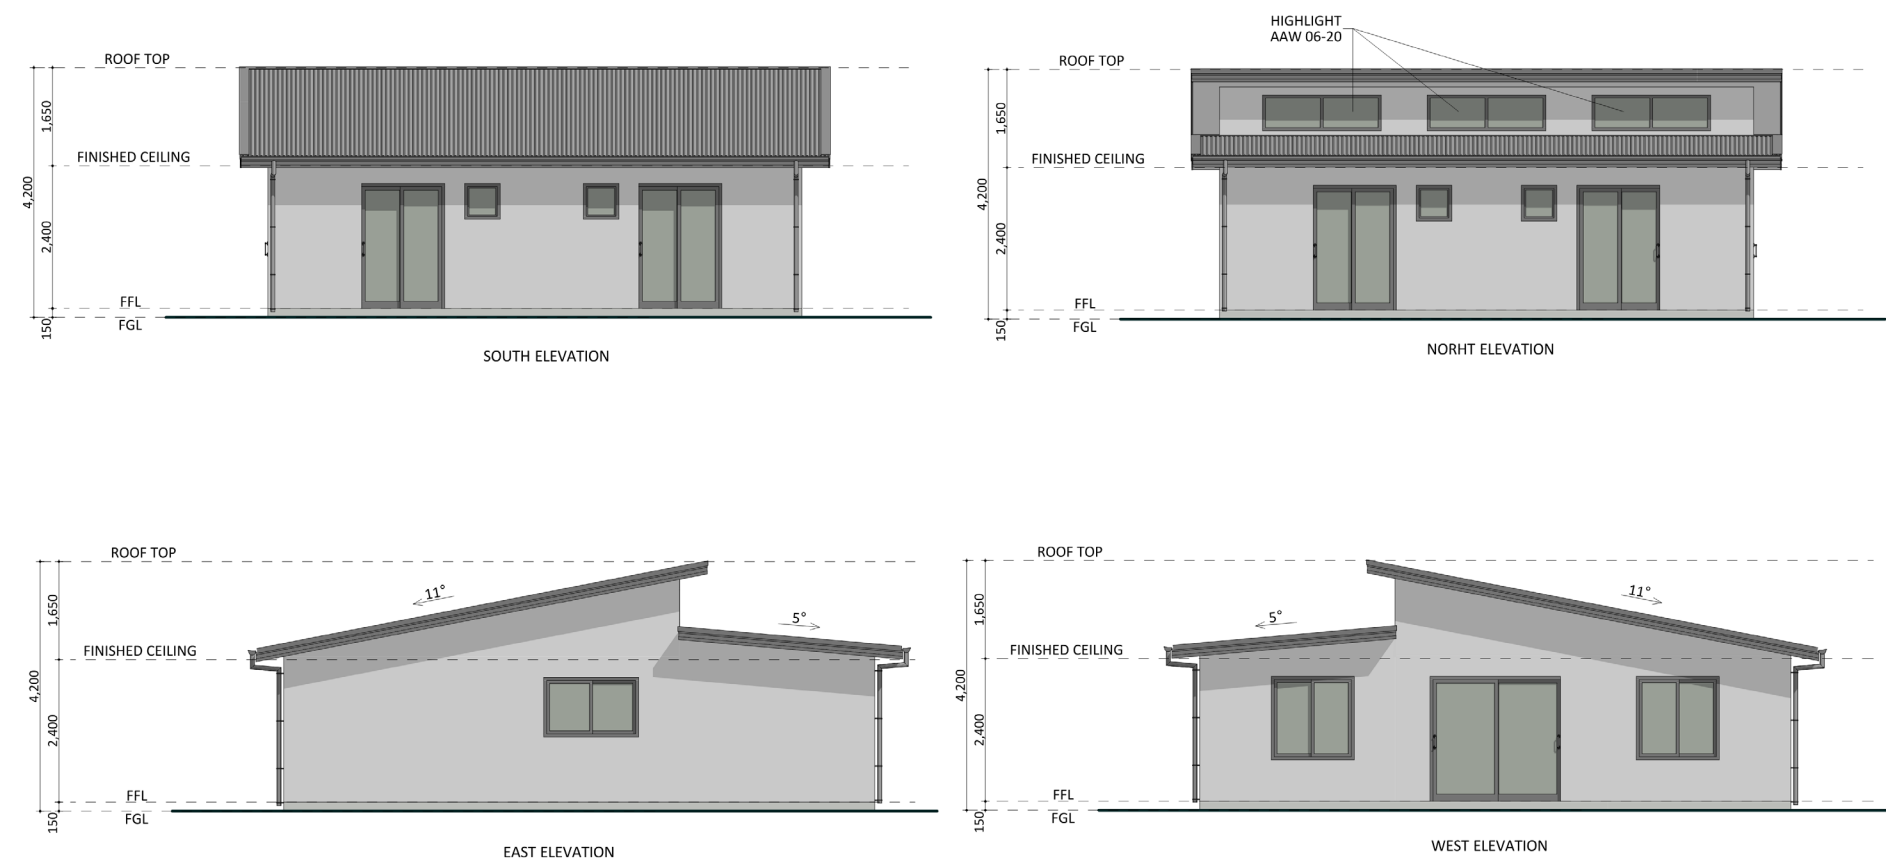 ROOF TOP
1,650
FINISHED CEILING
4,200
2,400
FFL
150
FGL
SOUTH ELEVATION
HIGHLIGHT
AAW 06-20
ROOF TOP
1,650
FINISHED CEILING
4,200
2,400
FFL
150
FGL
NORHT ELEVATION
ROOF TOP
11°
1,650
5°
FINISHED CEILING
4,200
2,400
FFL
150
FGL
EAST ELEVATION
ROOF TOP
11°
1,650
5°
FINISHED CEILING
4,200
2,400
FFL
150
FGL
WEST ELEVATION